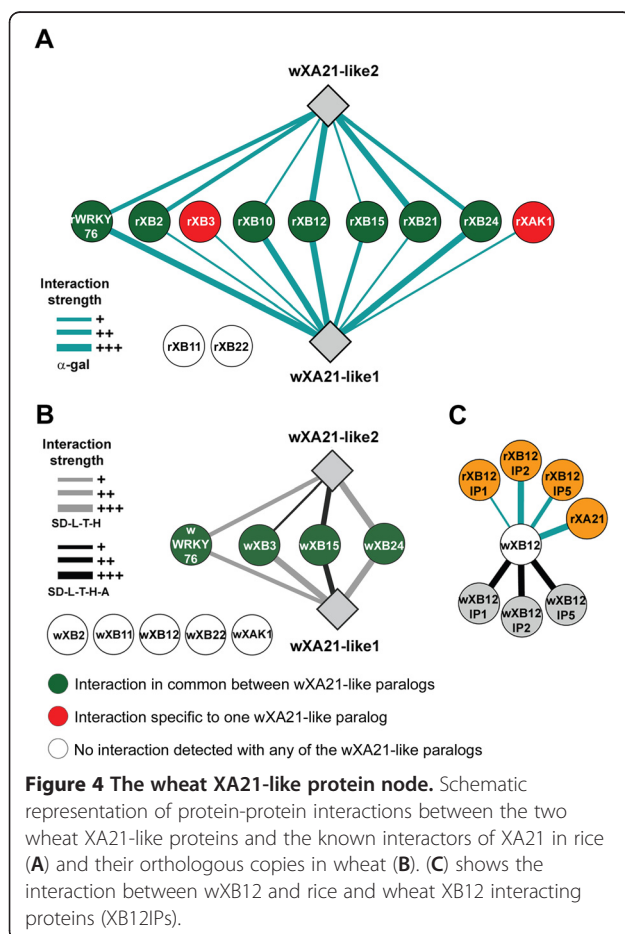 A
wXA21-like2
rWRKY
76
rXB2
rXB3
rXB10
rXB12
rXB15
rXB21
rXB24
rXAK1
Interaction
strength
+
++
+++
α-gal
rXB11
rXB22
wXA21-like1
B
Interaction
strength
+
++
+++
SD-L-T-H
+
++
+++
SD-L-T-H-A
wXA21-like2
w
WRKY
76
wXB3
wXB15
wXB24
wXA21-like1
wXB2
wXB11
wXB12
wXB22
wXAK1
C
rXB12
IP1
rXB12
IP2
rXB12
IP5
rXA21
wXB12
wXB12
IP1
wXB12
IP2
wXB12
IP5
Interaction in common between wXA21-like paralogs
Interaction specific to one wXA21-like paralog
No interaction detected with any of the wXA21-like paralogs
Figure 4 The wheat XA21-like protein node. Schematic
representation of protein-protein interactions between the two
wheat XA21-like proteins and the known interactors of XA21 in rice
(A) and their orthologous copies in wheat (B). (C) shows the
interaction between wXB12 and rice and wheat XB12 interacting
proteins (XB12IPs).